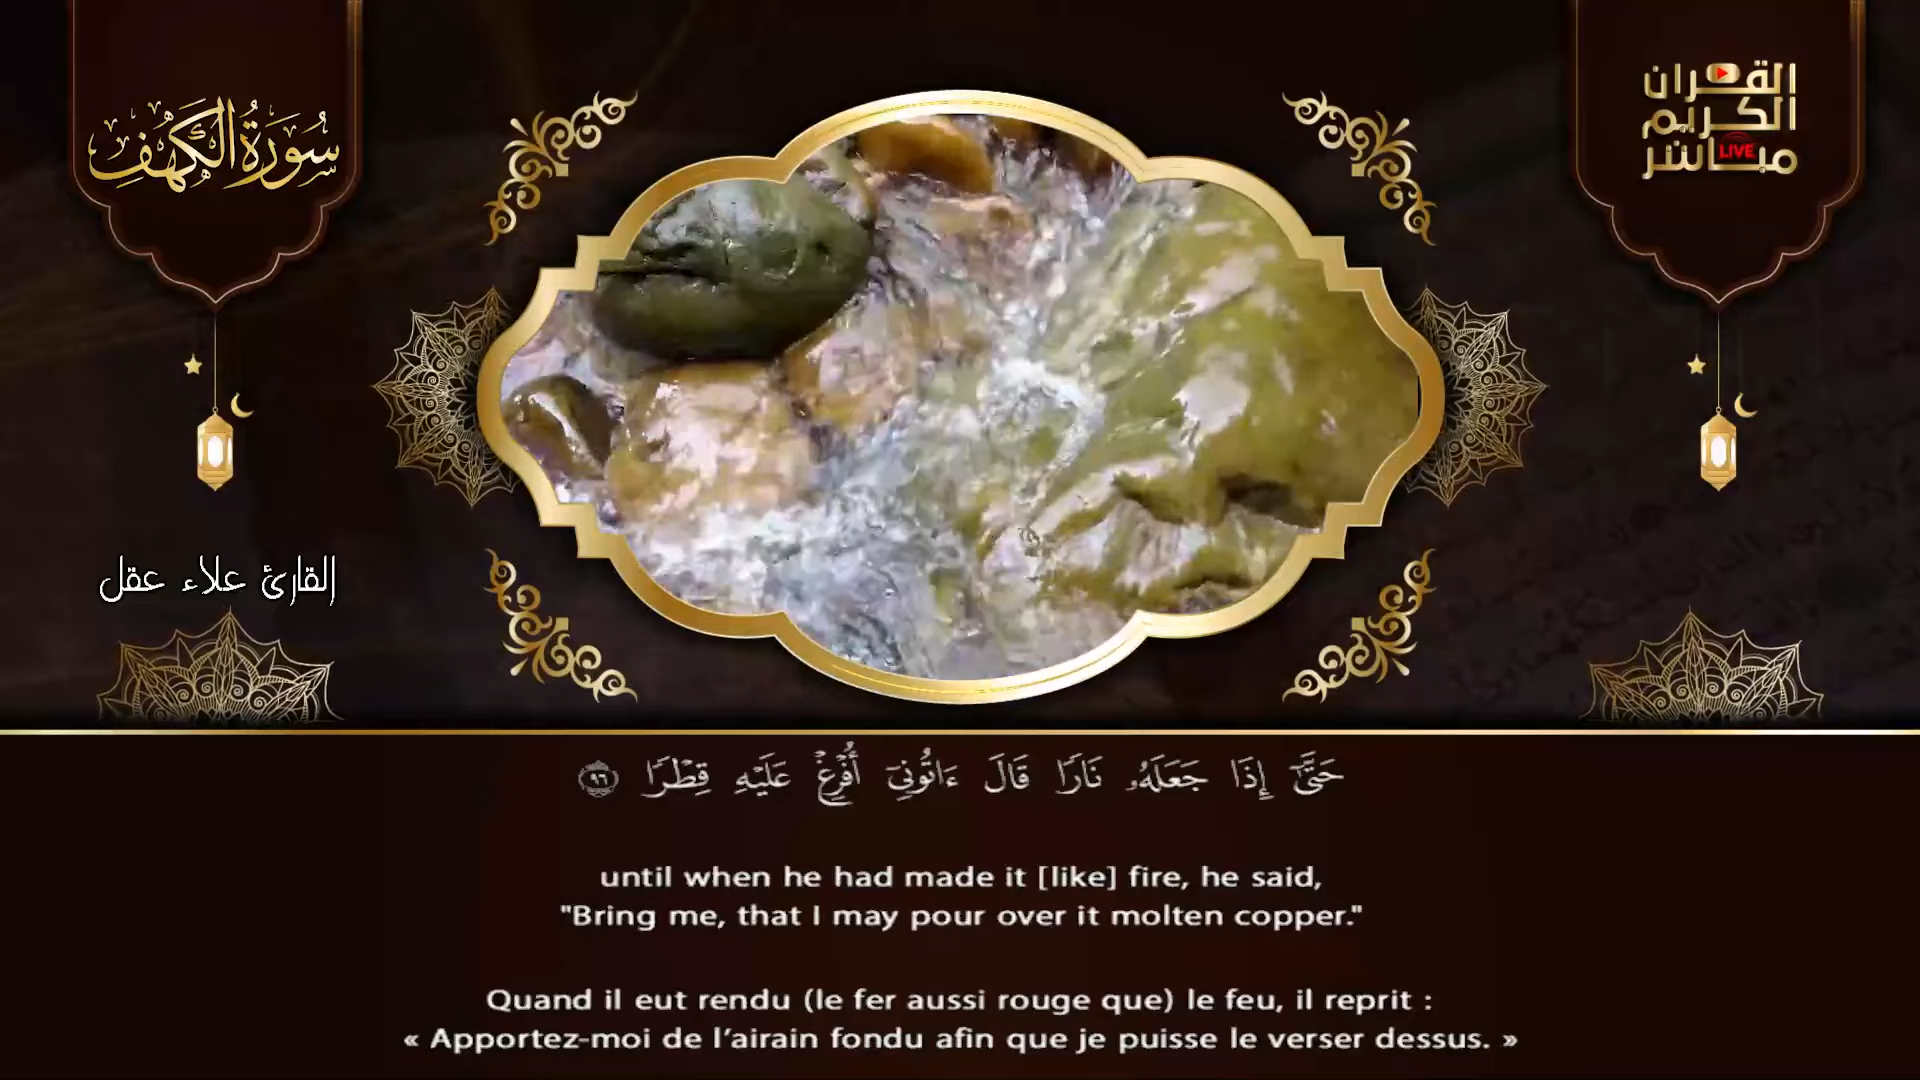 سُورَةُ الكَهْفِ
القرآن
الكريم
مباشر
LIVE
القارئ علاء عقل
حَتَّىٰٓ إِذَا جَعَلَهُۥ نَارًا قَالَ ءَاتُونِىٓ أُفْرِغْ عَلَيْهِ قِطْرًا ٩٦
until when he had made it [like] fire, he said,
"Bring me, that I may pour over it molten copper."
Quand il eut rendu (le fer aussi rouge que) le feu, il reprit :
« Apportez-moi de l'airain fondu afin que je puisse le verser dessus. »